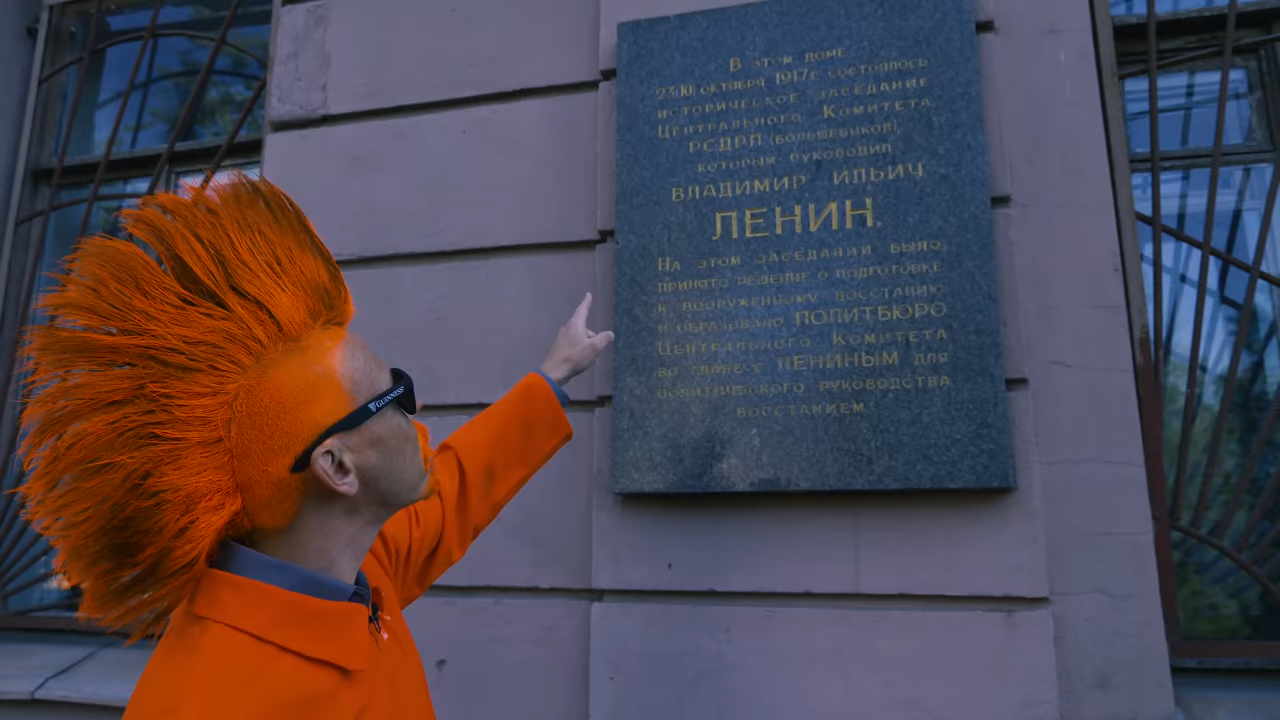 В этом доме
23(10) октября 1917г. состоялось
историческое заседание
Центрального Комитета
РСДРП (большевиков),
которым руководил
ВЛАДИМИР ИЛЬИЧ
ЛЕНИН.
На этом заседании было
принято решение о подготовке
к вооруженному восстанию
и образовано ПОЛИТБЮРО
Центрального Комитета
во главе с ЛЕНИНЫМ для
политического руководства
восстанием.
GUINNESS